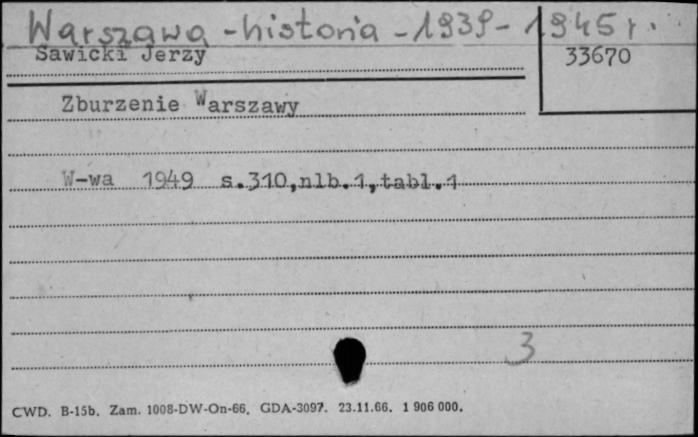 Warszawa - historia - 1939 - 1945 r.
Sawicki Jerzy
33670
Zburzenie Warszawy
W-wa 1949 s.310,nlb.1,tabl.1
3
CWD. B-15b. Zam. 1008-DW-On-66. GDA-3097. 23.11.66. 1 906 000.